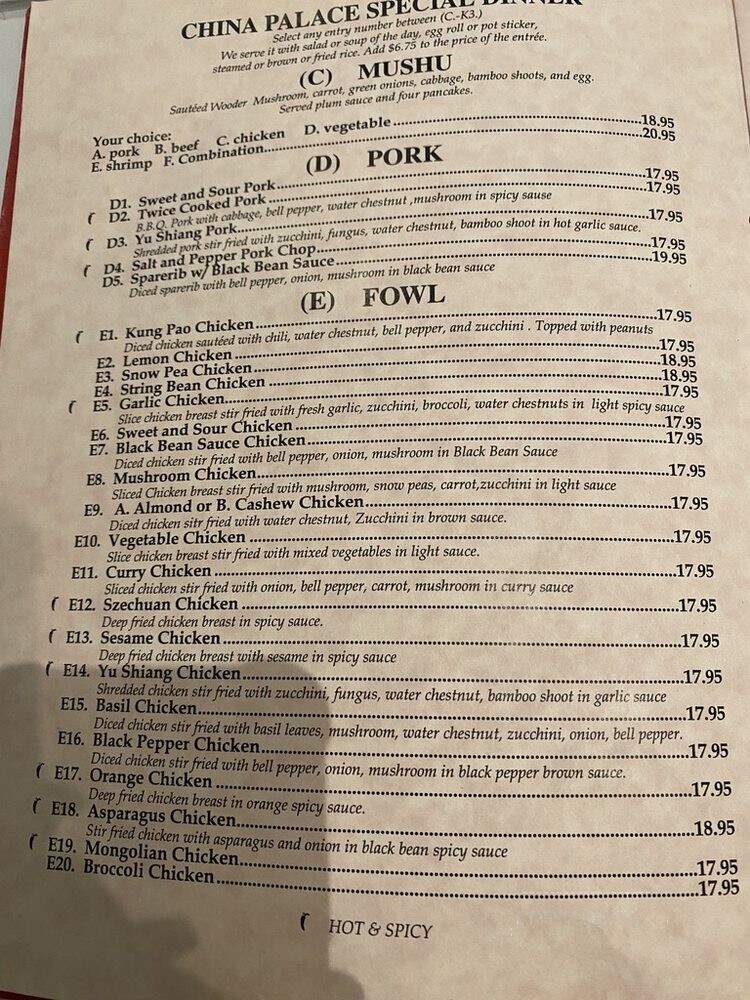 CHINA PALACE SPECIAL DINNER
Select any entry number between (C.-K3.)
We serve it with salad or soup of the day, egg roll or pot sticker,
steamed or brown or fried rice. Add $6.75 to the price of the entrée.
(C) MUSHU
Sautéed Wooder Mushroom, carrot, green onions, cabbage, bamboo shoots, and egg.
Served plum sauce and four pancakes.
Your choice:
A. pork B. beef C. chicken D. vegetable 18.95
E. shrimp F. Combination 20.95
(D) PORK
D1. Sweet and Sour Pork 17.95
D2. Twice Cooked Pork 17.95
B.B.Q. Pork with cabbage, bell pepper, water chestnut ,mushroom in spicy sause
D3. Yu Shiang Pork 17.95
Shredded pork stir fried with zucchini, fungus, water chestnut, bamboo shoot in hot garlic sauce.
D4. Salt and Pepper Pork Chop 17.95
D5. Sparerib w/ Black Bean Sauce 19.95
Diced sparerib with bell pepper, onion, mushroom in black bean sauce
(E) FOWL
E1. Kung Pao Chicken 17.95
Diced chicken sautéed with chili, water chestnut, bell pepper, and zucchini . Topped with peanuts
E2. Lemon Chicken 17.95
E3. Snow Pea Chicken 18.95
E4. String Bean Chicken 18.95
E5. Garlic Chicken 17.95
Slice chicken breast stir fried with fresh garlic, zucchini, broccoli, water chestnuts in light spicy sauce
E6. Sweet and Sour Chicken 17.95
E7. Black Bean Sauce Chicken 17.95
Diced chicken stir fried with bell pepper, onion, mushroom in Black Bean Sauce
E8. Mushroom Chicken 17.95
Sliced Chicken breast stir fried with mushroom, snow peas, carrot,zucchini in light sauce
E9. A. Almond or B. Cashew Chicken 17.95
Diced chicken sitr fried with water chestnut, Zucchini in brown sauce.
E10. Vegetable Chicken 17.95
Slice chicken breast stir fried with mixed vegetables in light sauce.
E11. Curry Chicken 17.95
Sliced chicken stir fried with onion, bell pepper, carrot, mushroom in curry sauce
E12. Szechuan Chicken 17.95
Deep fried chicken breast in spicy sauce.
E13. Sesame Chicken 17.95
Deep fried chicken breast with sesame in spicy sauce
E14. Yu Shiang Chicken 17.95
Shredded chicken stir fried with zucchini, fungus, water chestnut, bamboo shoot in garlic sauce
E15. Basil Chicken 17.95
Diced chicken stir fried with basil leaves, mushroom, water chestnut, zucchini, onion, bell pepper.
E16. Black Pepper Chicken 17.95
Diced chicken stir fried with bell pepper, onion, mushroom in black pepper brown sauce.
E17. Orange Chicken 17.95
Deep fried chicken breast in orange spicy sauce.
E18. Asparagus Chicken 18.95
Stir fried chicken with asparagus and onion in black bean spicy sauce
E19. Mongolian Chicken 17.95
E20. Broccoli Chicken 17.95
HOT & SPICY